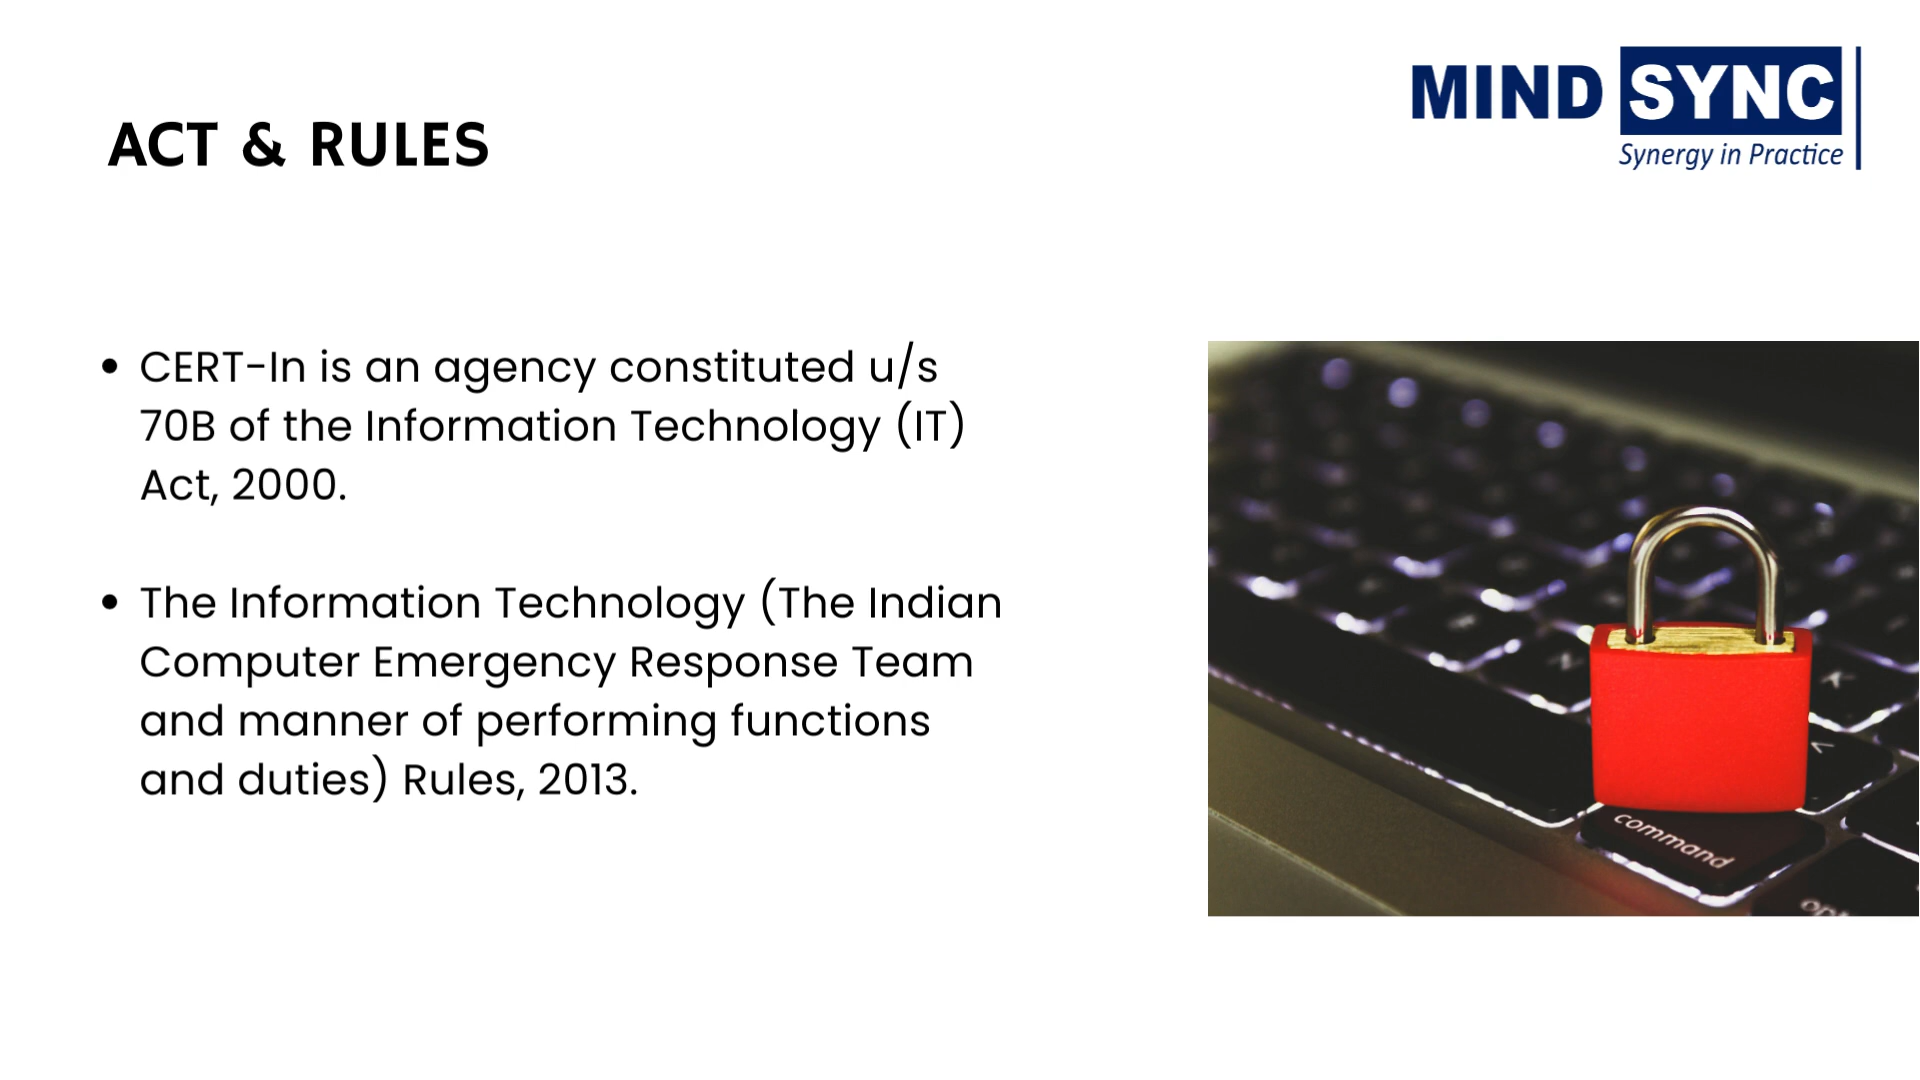 MIND SYNC
Synergy in Practice
ACT & RULES
• CERT-In is an agency constituted u/s
70B of the Information Technology (IT)
Act, 2000.
• The Information Technology (The Indian
Computer Emergency Response Team
and manner of performing functions
and duties) Rules, 2013.
command